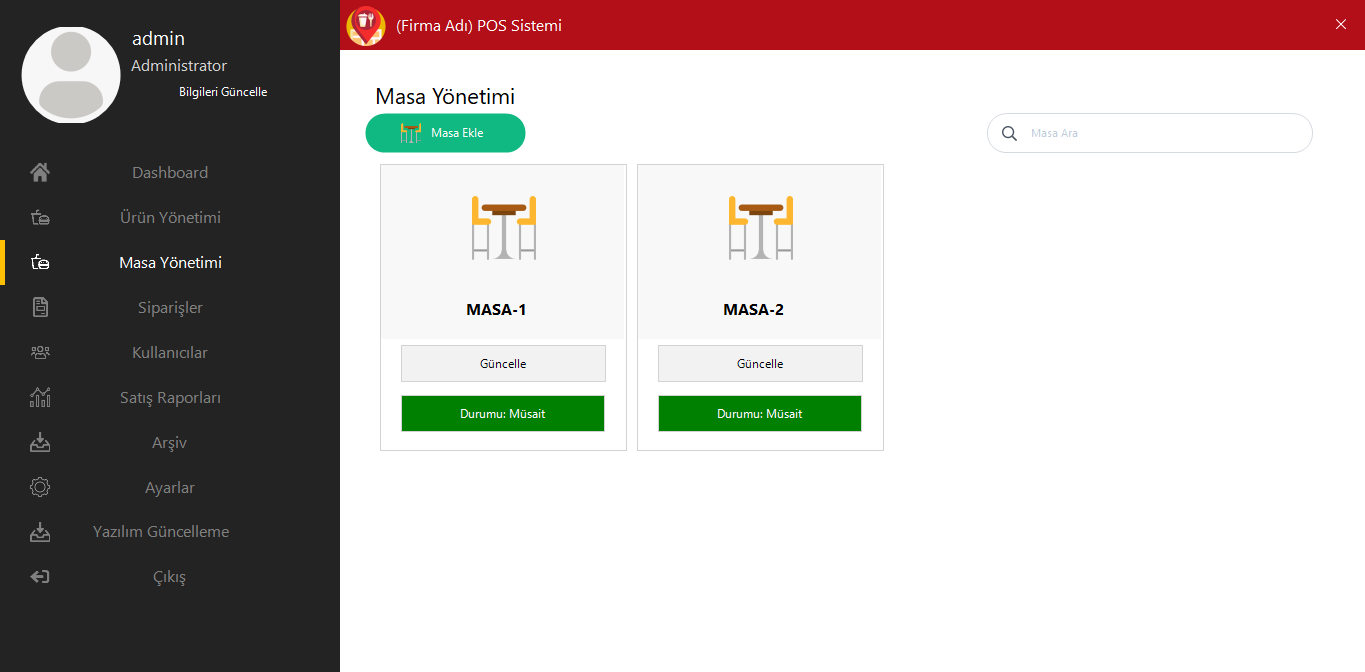 admin
Administrator
Bilgileri Güncelle
Dashboard
Ürün Yönetimi
Masa Yönetimi
Siparişler
Kullanıcılar
Satış Raporları
Arşiv
Ayarlar
Yazılım Güncelleme
Çıkış
(Firma Adı) POS Sistemi
Masa Yönetimi
Masa Ekle
Masa Ara
MASA-1
Güncelle
Durumu: Müsait
MASA-2
Güncelle
Durumu: Müsait